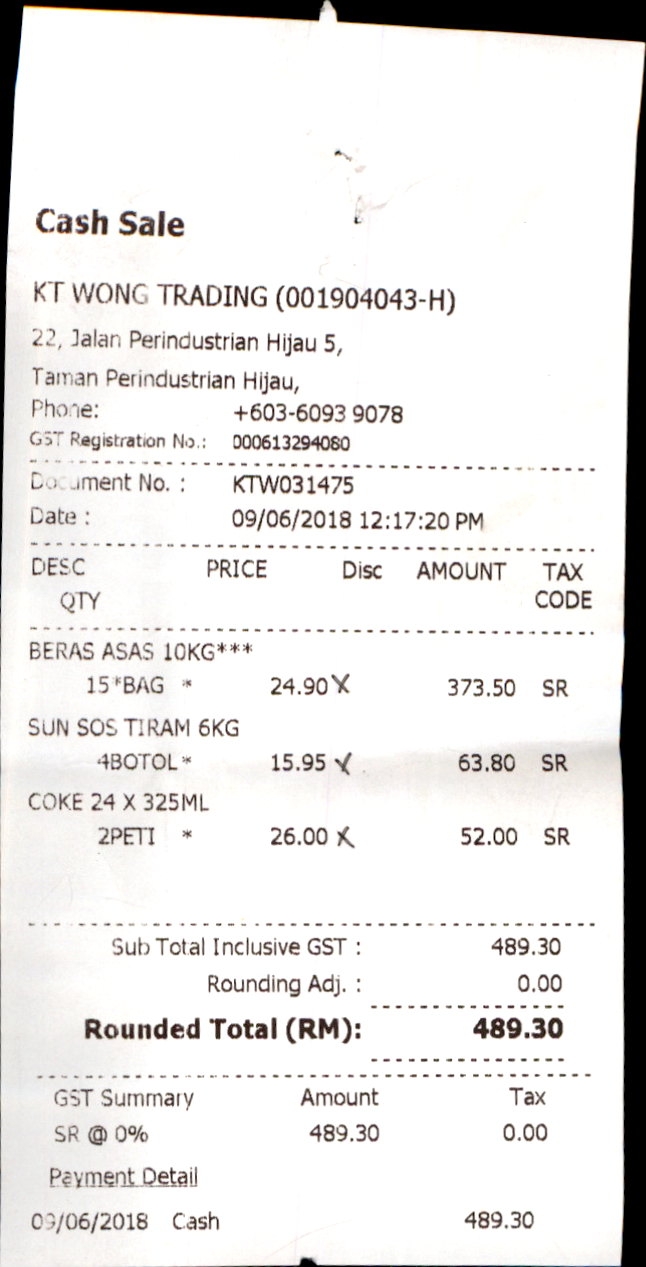 Cash Sale
KT WONG TRADING (001904043-H)
22, Jalan Perindustrian Hijau 5,
Taman Perindustrian Hijau,
Phone: +603-6093 9078
GST Registration No.: 000613294080
Document No. : KTW031475
Date : 09/06/2018 12:17:20 PM
DESC PRICE Disc AMOUNT TAX
QTY CODE
BERAS ASAS 10KG***
15*BAG * 24.90 373.50 SR
SUN SOS TIRAM 6KG
4BOTOL* 15.95 63.80 SR
COKE 24 X 325ML
2PETI * 26.00 52.00 SR
Sub Total Inclusive GST : 489.30
Rounding Adj. : 0.00
Rounded Total (RM): 489.30
GST Summary Amount Tax
SR @ 0% 489.30 0.00
Payment Detail
09/06/2018 Cash 489.30